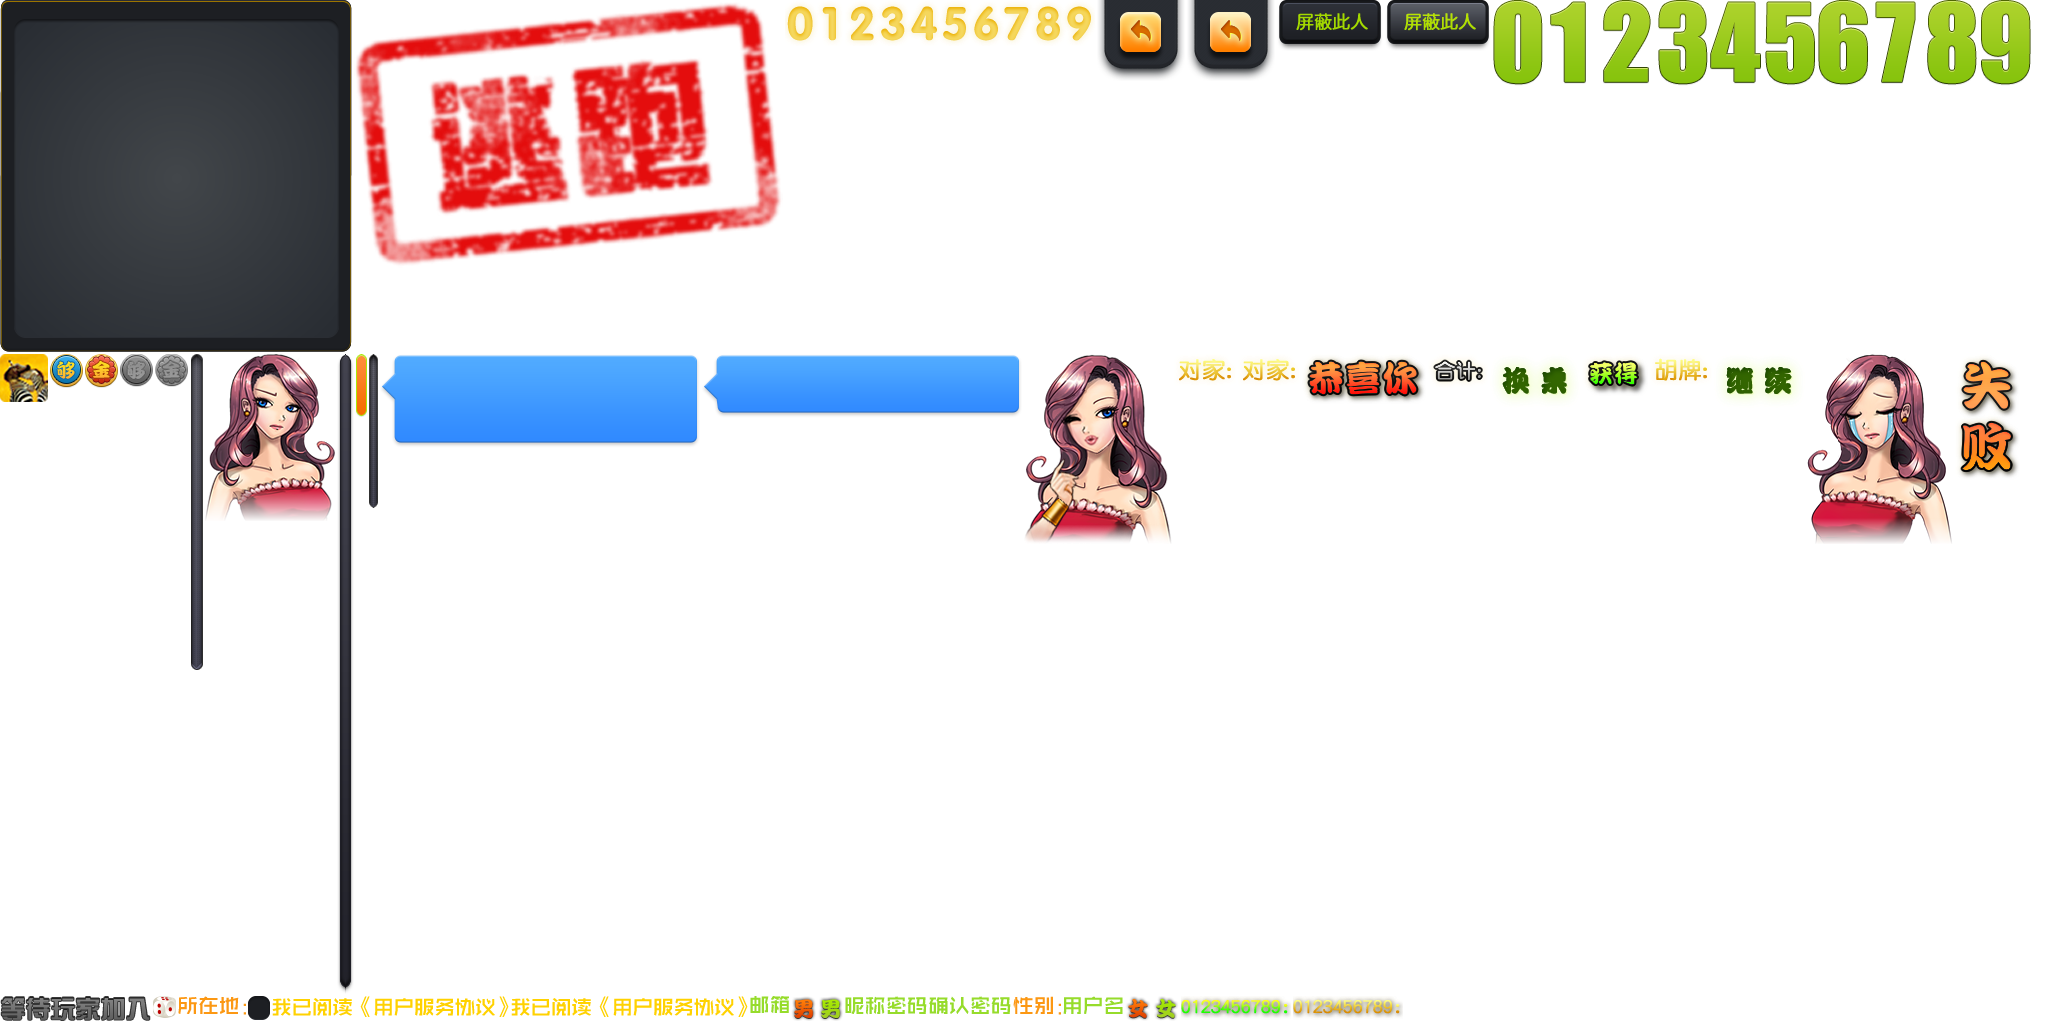 逃跑
0123456789
屏蔽此人
屏蔽此人
0123456789
够 金 够 金
对家: 对家: 恭喜你 合计: 换桌 获得 胡牌: 继续
失败
等待玩家加入
所在地:
我已阅读《用户服务协议》我已阅读《用户服务协议》邮箱 男 男 昵称密码确认密码性别:用户名 女 女 0123456789: 0123456789: